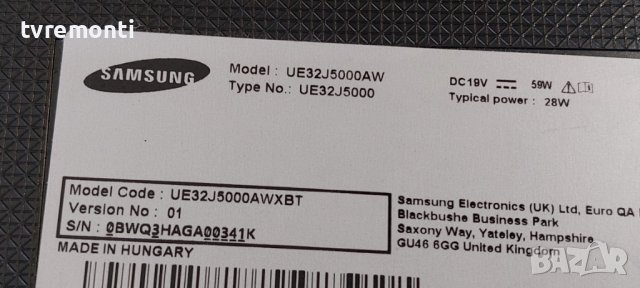 tvremonti
SAMSUNG
Model : UE32J5000AW
Type No.: UE32J5000
DC19V 59W
Typical power : 28W
Model Code : UE32J5000AWXBT
Version No : 01
S/N : 0BWQ3HAGA00341K
MADE IN HUNGARY
Samsung Electronics (UK) Ltd, Euro QA
Blackbushe Business Park
Saxony Way, Yateley, Hampshire
GU46 6GG United Kingdom
BAZAR